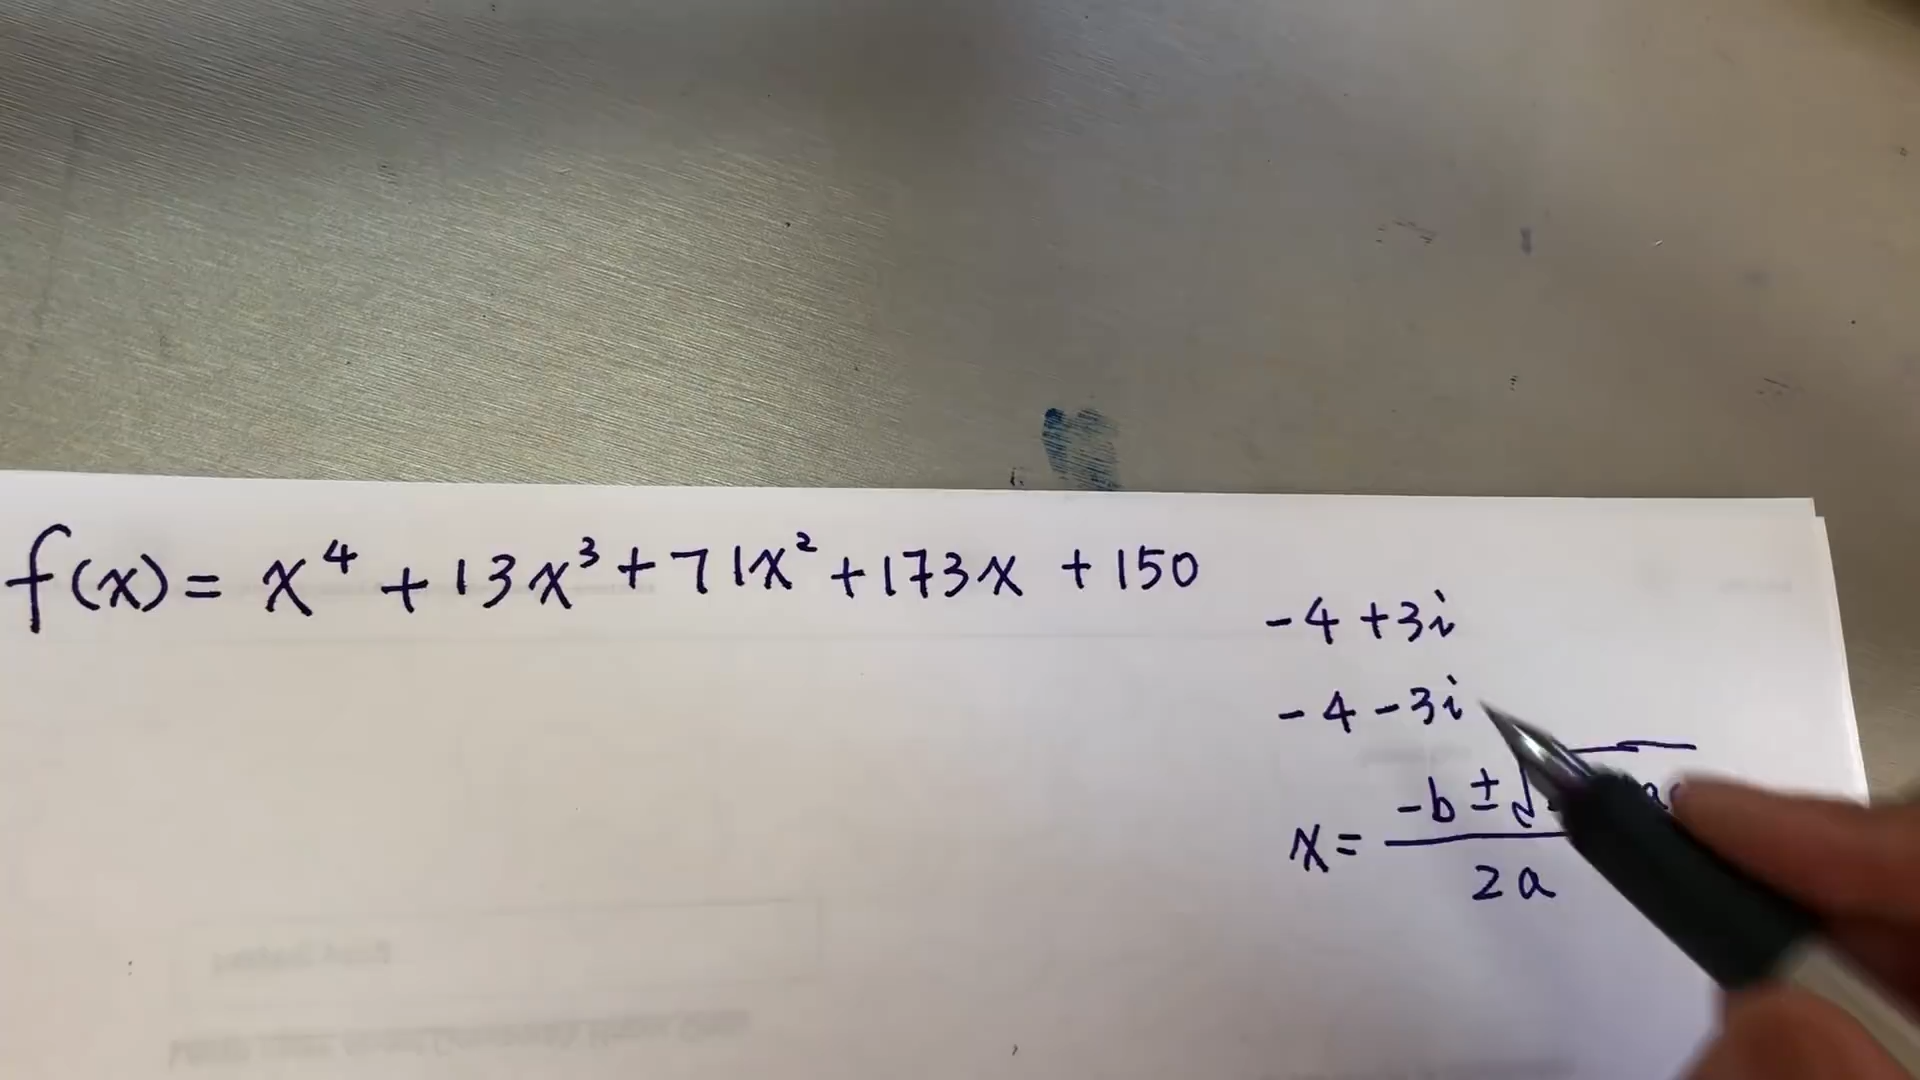 f(x) = x⁴ + 13x³ + 71x² + 173x + 150
-4 + 3i
-4 - 3i
x = -b ± √ a
2a